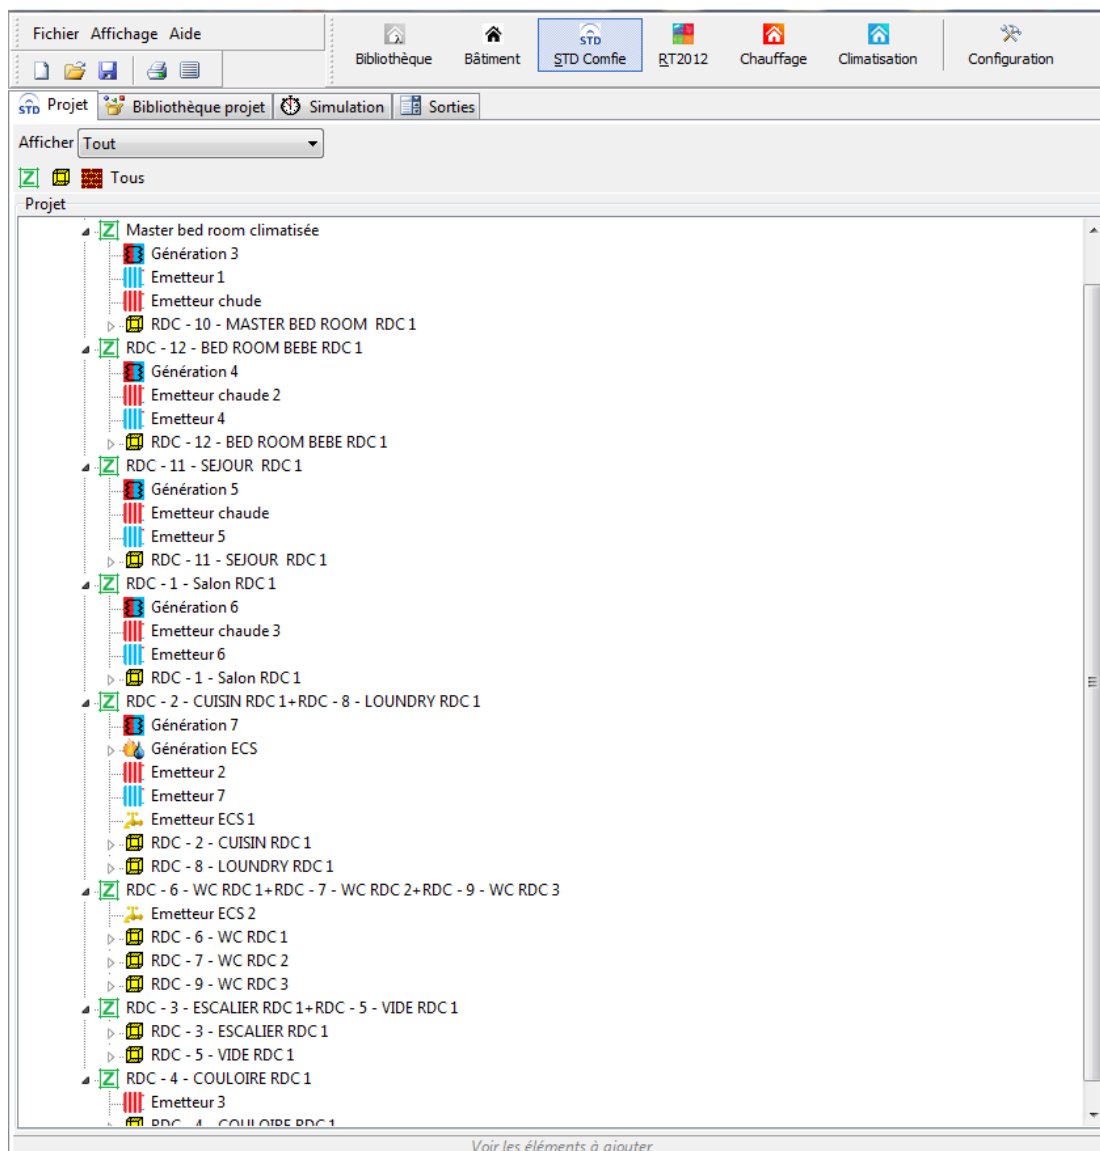 Fichier Affichage Aide
Bibliothèque Bâtiment STD Comfie RT2012 Chauffage Climatisation Configuration
Projet Bibliothèque projet Simulation Sorties
Afficher Tout
Tous
Projet
Master bed room climatisée
Génération 3
Emetteur 1
Emetteur chude
RDC - 10 - MASTER BED ROOM RDC 1
RDC - 12 - BED ROOM BEBE RDC 1
Génération 4
Emetteur chaude 2
Emetteur 4
RDC - 12 - BED ROOM BEBE RDC 1
RDC - 11 - SEJOUR RDC 1
Génération 5
Emetteur chaude
Emetteur 5
RDC - 11 - SEJOUR RDC 1
RDC - 1 - Salon RDC 1
Génération 6
Emetteur chaude 3
Emetteur 6
RDC - 1 - Salon RDC 1
RDC - 2 - CUISIN RDC 1+RDC - 8 - LOUNDRY RDC 1
Génération 7
Génération ECS
Emetteur 2
Emetteur 7
Emetteur ECS 1
RDC - 2 - CUISIN RDC 1
RDC - 8 - LOUNDRY RDC 1
RDC - 6 - WC RDC 1+RDC - 7 - WC RDC 2+RDC - 9 - WC RDC 3
Emetteur ECS 2
RDC - 6 - WC RDC 1
RDC - 7 - WC RDC 2
RDC - 9 - WC RDC 3
RDC - 3 - ESCALIER RDC 1+RDC - 5 - VIDE RDC 1
RDC - 3 - ESCALIER RDC 1
RDC - 5 - VIDE RDC 1
RDC - 4 - COULOIRE RDC 1
Emetteur 3
RDC - 4 - COULOIRE RDC 1
Voir les éléments à ajouter